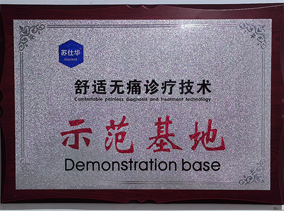 苏仕华
舒适无痛诊疗技术
Comfortable painless diagnosis and treatment technology
示范基地
Demonstration base